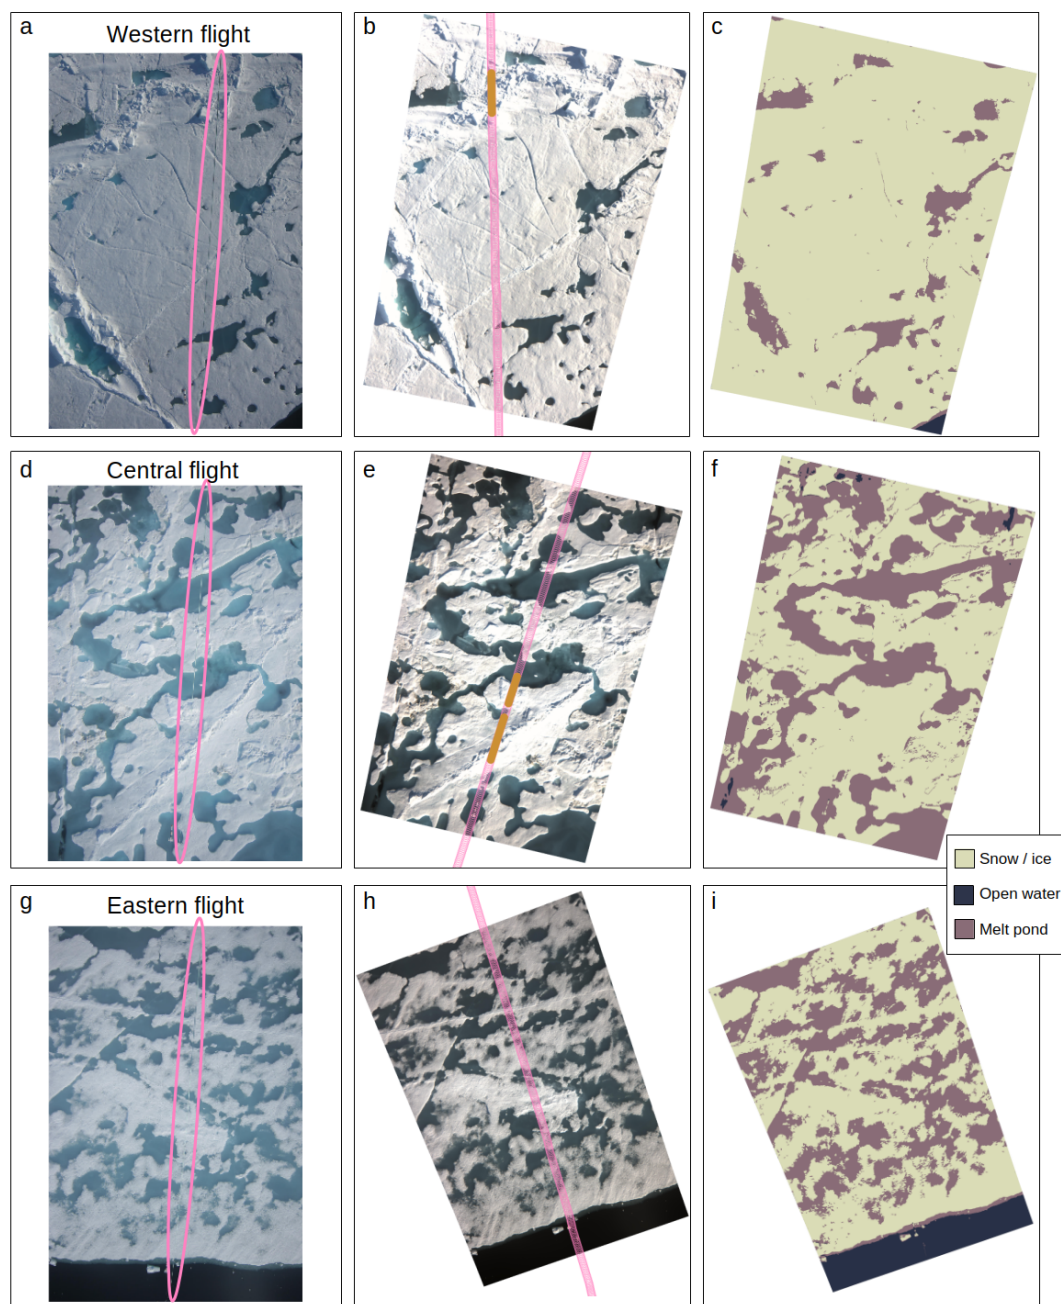 a
Western flight
b
c
d
Central flight
e
f
Snow / ice
Open water
Melt pond
g
Eastern flight
h
i